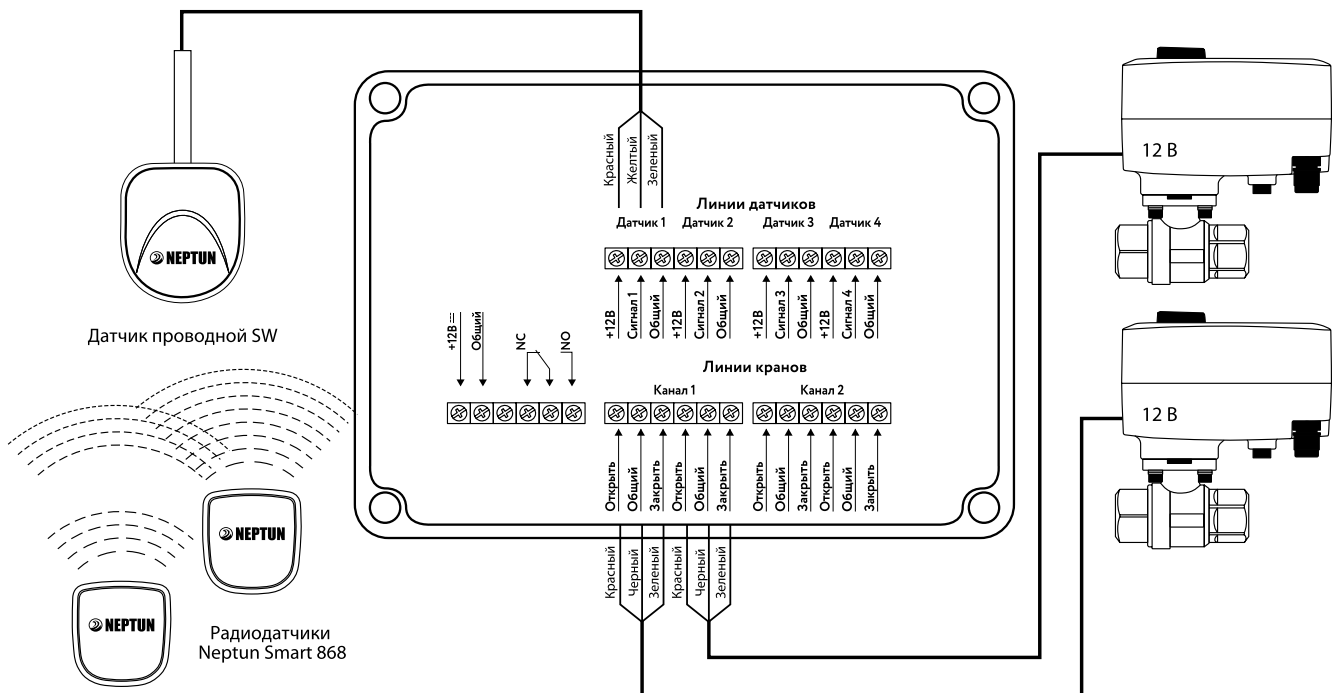 12 В
Красный
Желтый
Зеленый
Линии датчиков
Датчик 1
Датчик 2
Датчик 3
Датчик 4
NEPTUN
Датчик проводной SW
+12В
Сигнал 1
Общий
+12В
Сигнал 2
Общий
+12В
Сигнал 3
Общий
+12В
Сигнал 4
Общий
+12В
Общий
NC
NO
Линии кранов
Канал 1
Канал 2
12 В
Открыть
Общий
Закрыть
Открыть
Общий
Закрыть
Открыть
Общий
Закрыть
Открыть
Общий
Закрыть
NEPTUN
Красный
Черный
Зеленый
Красный
Черный
Зеленый
NEPTUN
Радиодатчики
Neptun Smart 868